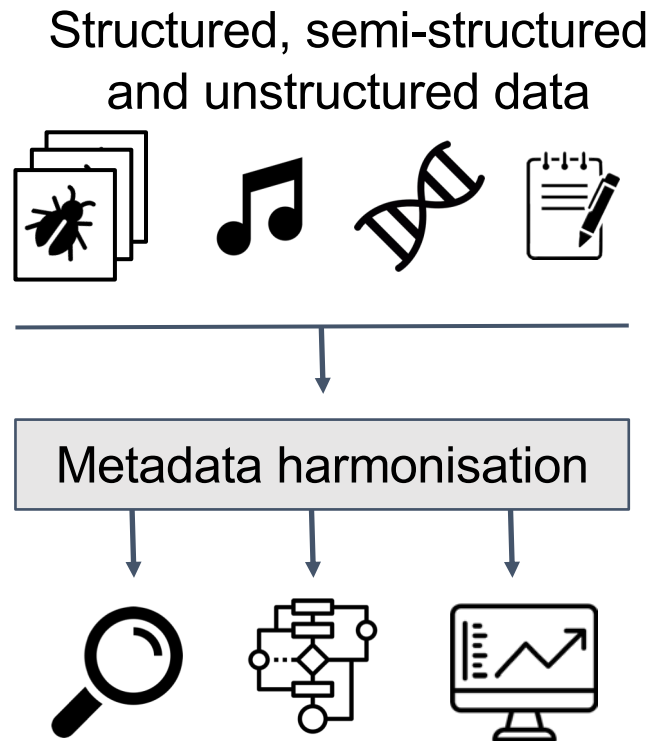 Structured, semi-structured
and unstructured data
Metadata harmonisation